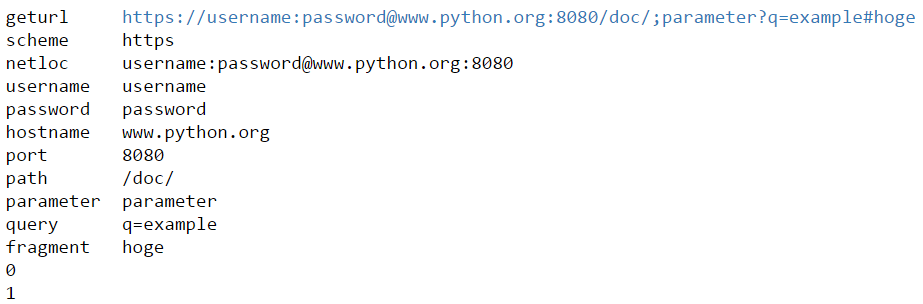 geturl https://username:password@www.python.org:8080/doc/;parameter?q=example#hoge
scheme https
netloc username:password@www.python.org:8080
username username
password password
hostname www.python.org
port 8080
path /doc/
parameter parameter
query q=example
fragment hoge
0
1